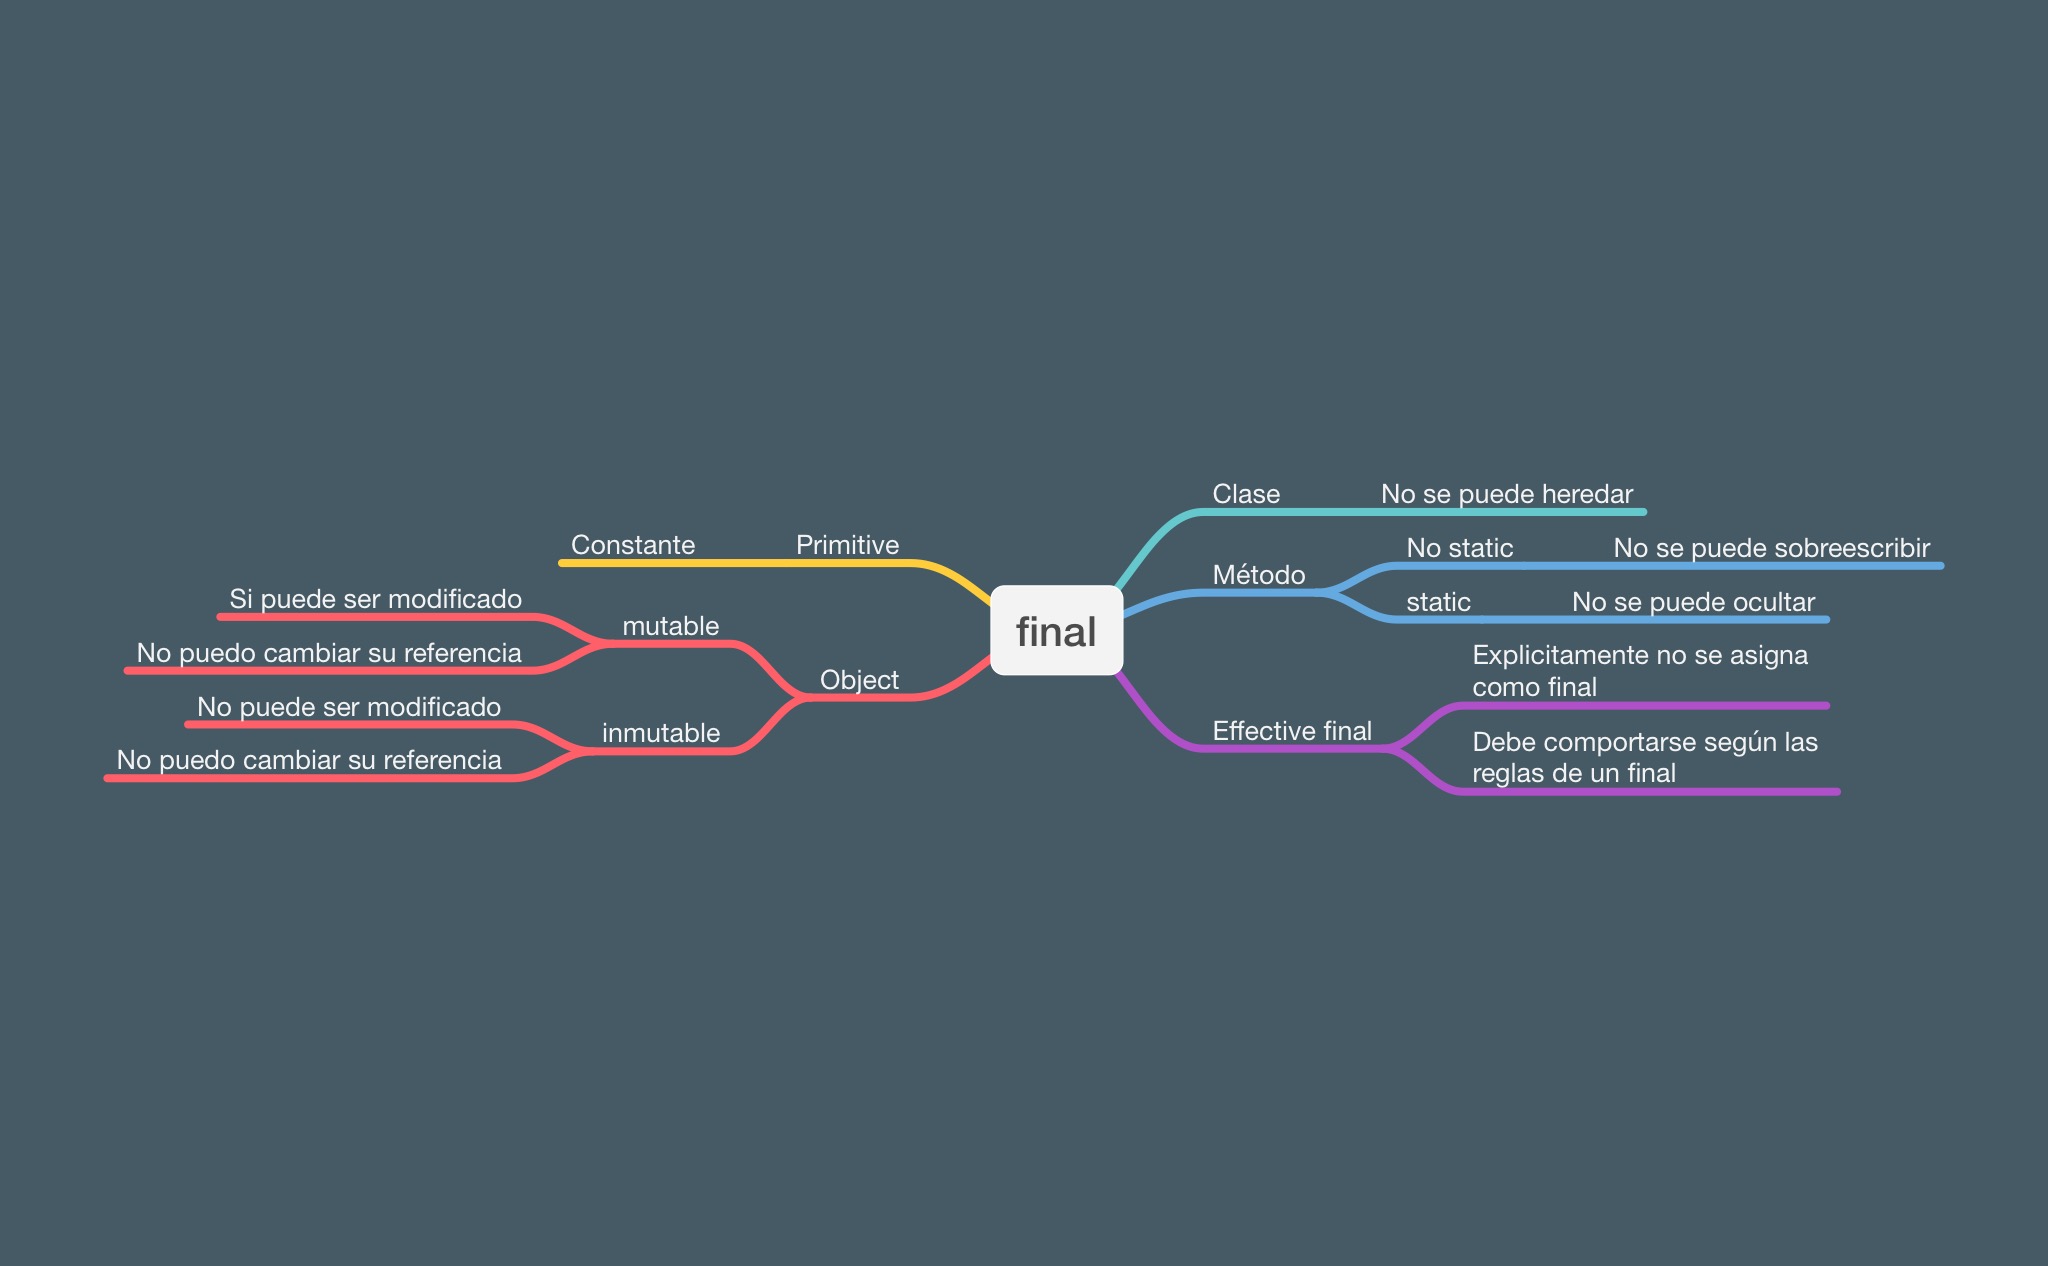 final
Clase
No se puede heredar
Método
No static
No se puede sobreescribir
static
No se puede ocultar
Effective final
Explicitamente no se asigna
como final
Debe comportarse según las
reglas de un final
Primitive
Constante
Object
mutable
Si puede ser modificado
No puedo cambiar su referencia
inmutable
No puede ser modificado
No puedo cambiar su referencia